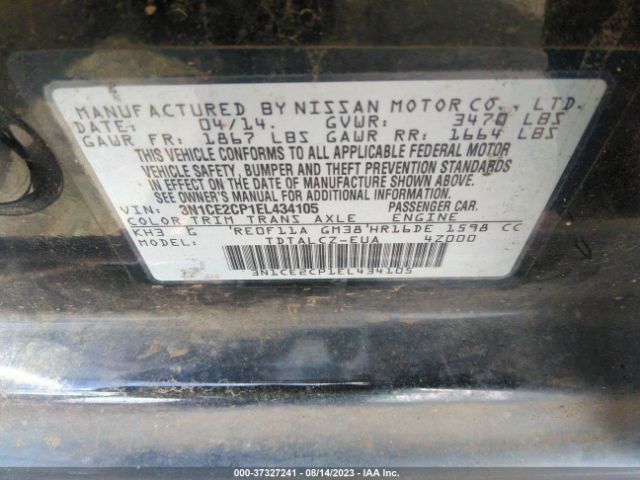 MANUFACTURED BY NISSAN MOTOR CO., LTD.
DATE: 04/14. GVWR: 3470 LBS
GAWR FR: 1867 LBS GAWR RR: 1664 LBS
THIS VEHICLE CONFORMS TO ALL APPLICABLE FEDERAL MOTOR
VEHICLE SAFETY, BUMPER AND THEFT PREVENTION STANDARDS
IN EFFECT ON THE DATE OF MANUFACTURE SHOWN ABOVE.
SEE OWNER'S MANUAL FOR ADDITIONAL INFORMATION.
VIN: 3N1CE2CP1EL434105 PASSENGER CAR.
COLOR TRIM TRANS AXLE ENGINE
KH3 G RE0F11A GM38 HR16DE 1598 CC
MODEL: TDTALCZ-EUA 4Z000
3N1CE2CP1EL434105
000-37327241 - 08/14/2023 - IAA Inc.